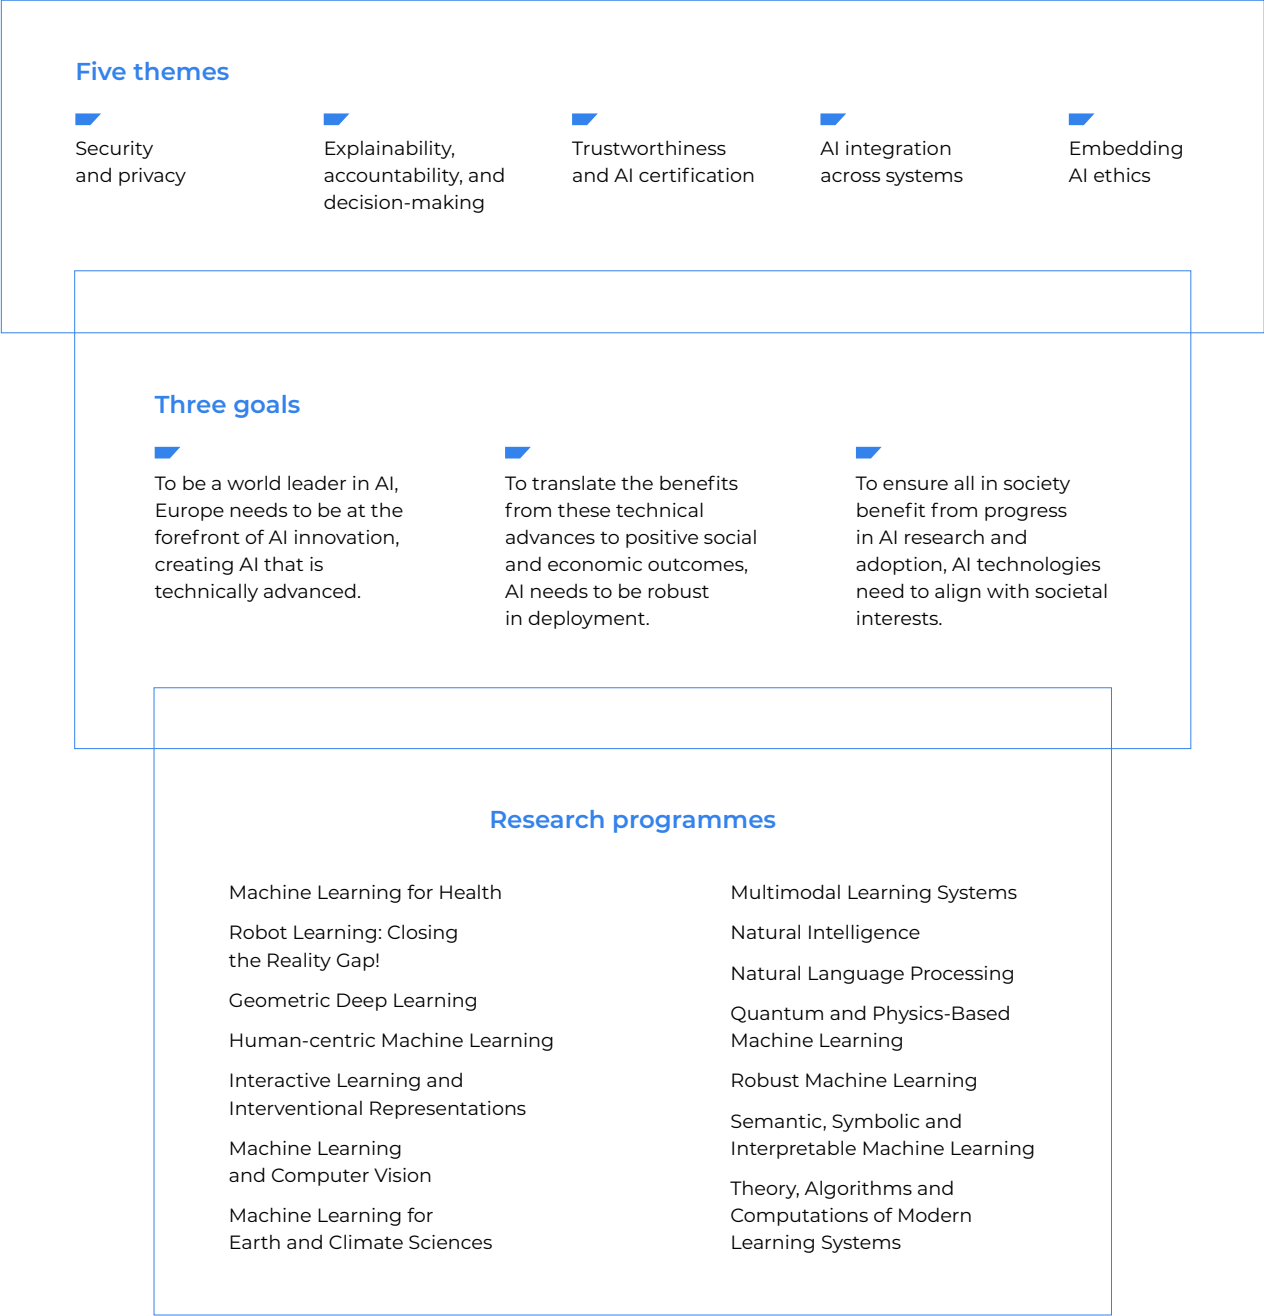 Five themes
Security
and privacy
Explainability,
accountability, and
decision-making
Trustworthiness
and AI certification
AI integration
across systems
Embedding
AI ethics
Three goals
To be a world leader in AI,
Europe needs to be at the
forefront of AI innovation,
creating AI that is
technically advanced.
To translate the benefits
from these technical
advances to positive social
and economic outcomes,
AI needs to be robust
in deployment.
To ensure all in society
benefit from progress
in AI research and
adoption, AI technologies
need to align with societal
interests.
Research programmes
Machine Learning for Health
Robot Learning: Closing
the Reality Gap!
Geometric Deep Learning
Human-centric Machine Learning
Interactive Learning and
Interventional Representations
Machine Learning
and Computer Vision
Machine Learning for
Earth and Climate Sciences
Multimodal Learning Systems
Natural Intelligence
Natural Language Processing
Quantum and Physics-Based
Machine Learning
Robust Machine Learning
Semantic, Symbolic and
Interpretable Machine Learning
Theory, Algorithms and
Computations of Modern
Learning Systems